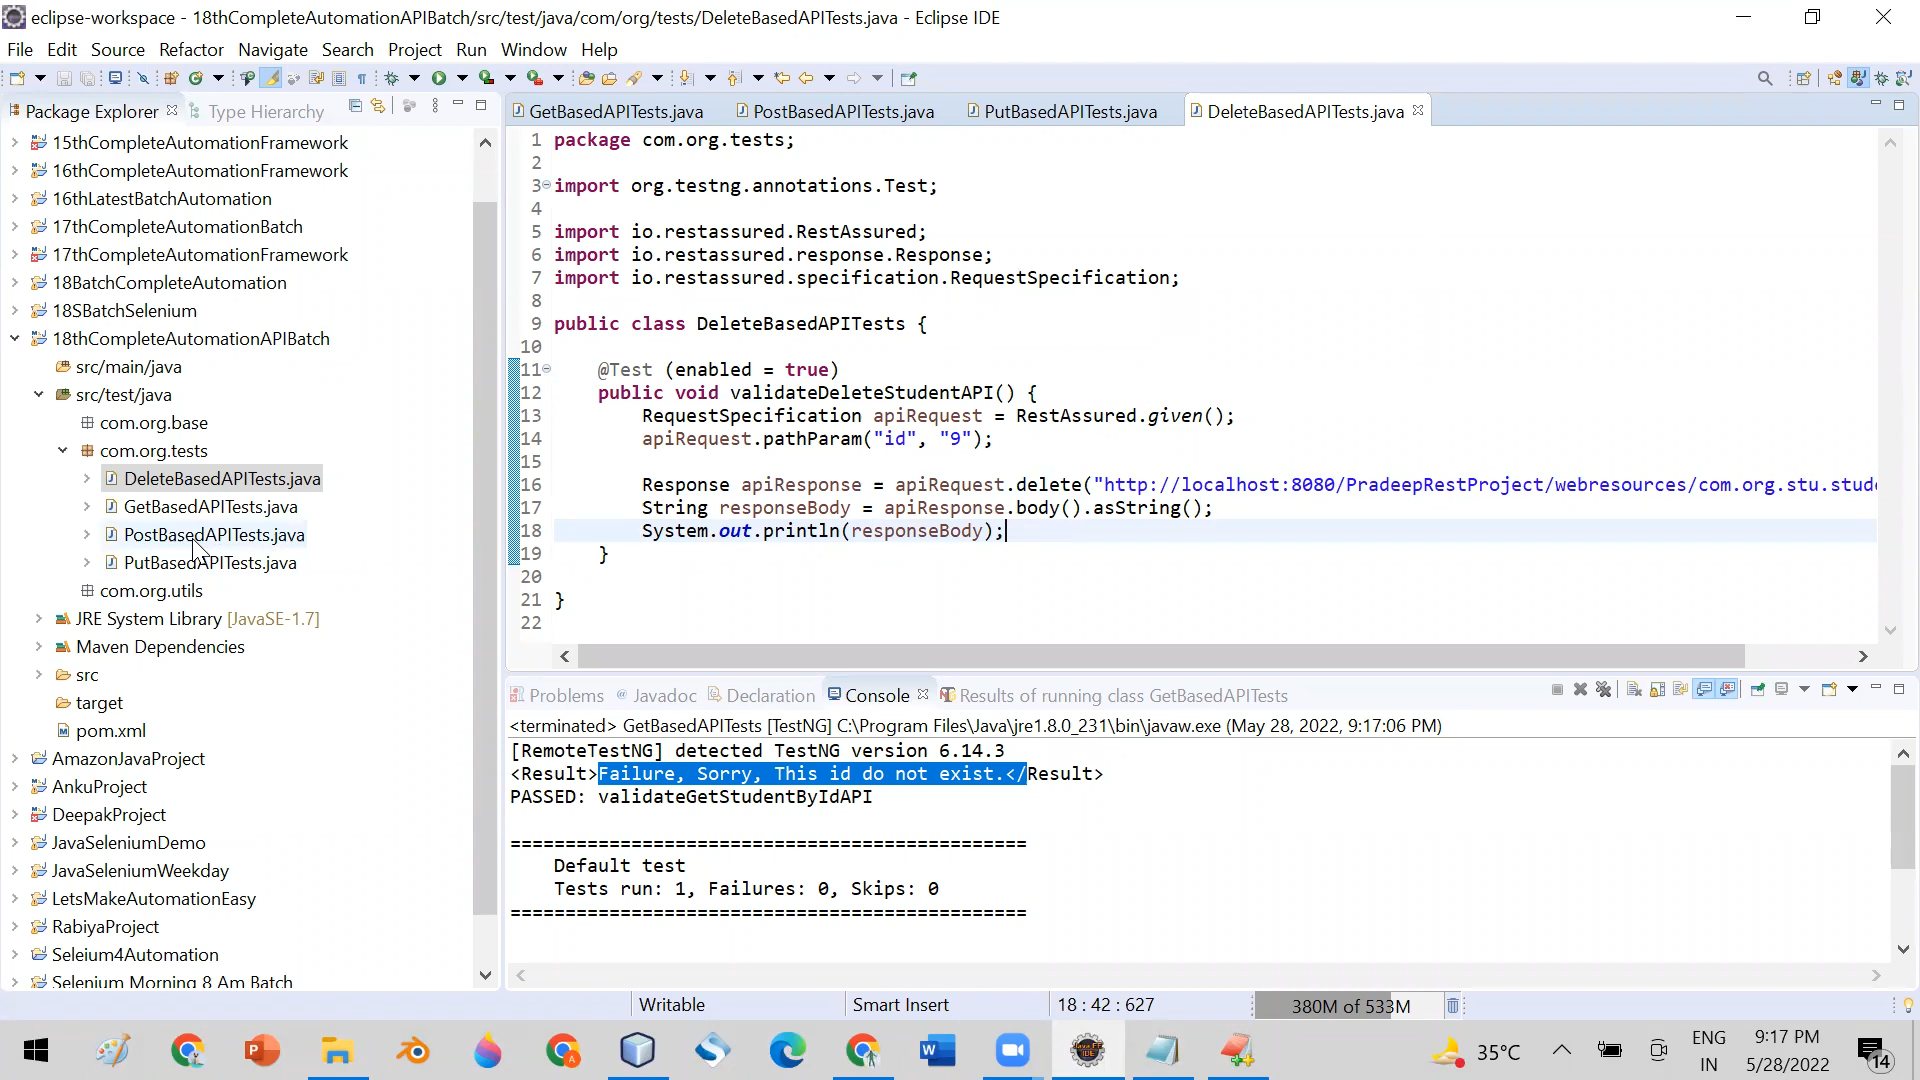 eclipse-workspace - 18thCompleteAutomationAPIBatch/src/test/java/com/org/tests/DeleteBasedAPITests.java - Eclipse IDE
File Edit Source Refactor Navigate Search Project Run Window Help
Package Explorer
Type Hierarchy
15thCompleteAutomationFramework
16thCompleteAutomationFramework
16thLatestBatchAutomation
17thCompleteAutomationBatch
17thCompleteAutomationFramework
18BatchCompleteAutomation
18SBatchSelenium
18thCompleteAutomationAPIBatch
src/main/java
src/test/java
com.org.base
com.org.tests
DeleteBasedAPITests.java
GetBasedAPITests.java
PostBasedAPITests.java
PutBasedAPITests.java
com.org.utils
JRE System Library [JavaSE-1.7]
Maven Dependencies
src
target
pom.xml
AmazonJavaProject
AnkuProject
DeepakProject
JavaSeleniumDemo
JavaSeleniumWeekday
LetsMakeAutomationEasy
RabiyaProject
Seleium4Automation
Selenium Morning 8 Am Batch
GetBasedAPITests.java PostBasedAPITests.java PutBasedAPITests.java DeleteBasedAPITests.java
1 package com.org.tests;
2
3 import org.testng.annotations.Test;
4
5 import io.restassured.RestAssured;
6 import io.restassured.response.Response;
7 import io.restassured.specification.RequestSpecification;
8
9 public class DeleteBasedAPITests {
10
11 @Test (enabled = true)
12 public void validateDeleteStudentAPI() {
13 RequestSpecification apiRequest = RestAssured.given();
14 apiRequest.pathParam("id", "9");
15
16 Response apiResponse = apiRequest.delete("http://localhost:8080/PradeepRestProject/webresources/com.org.stu.stude
17 String responseBody = apiResponse.body().asString();
18 System.out.println(responseBody);
19 }
20
21 }
22
Problems Javadoc Declaration Console Results of running class GetBasedAPITests
<terminated> GetBasedAPITests [TestNG] C:\Program Files\Java\jre1.8.0_231\bin\javaw.exe (May 28, 2022, 9:17:06 PM)
[RemoteTestNG] detected TestNG version 6.14.3
<Result>Failure, Sorry, This id do not exist.</Result>
PASSED: validateGetStudentByIdAPI
===============================================
Default test
Tests run: 1, Failures: 0, Skips: 0
===============================================
Writable Smart Insert 18 : 42 : 627 380M of 533M
35°C
ENG
IN
9:17 PM
5/28/2022
14